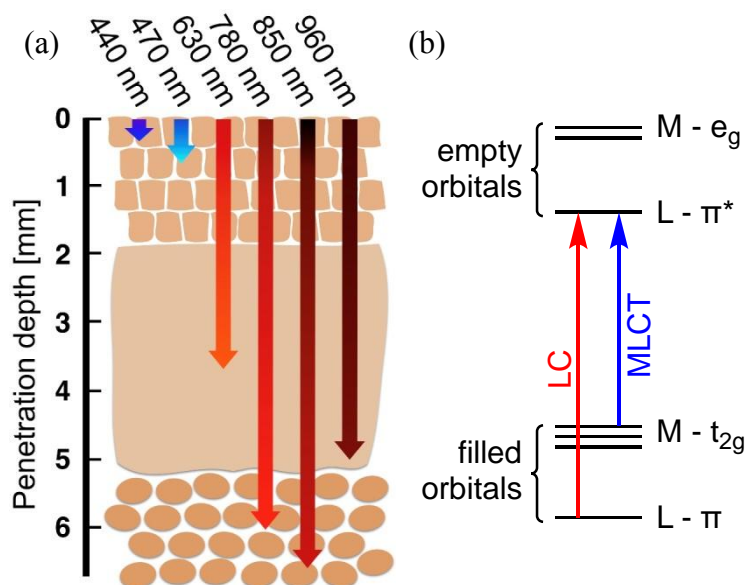 (a)
440 nm
470 nm
630 nm
780 nm
850 nm
960 nm
Penetration depth [mm]
0
1
2
3
4
5
6
(b)
empty
orbitals
M - eg
L - π*
LC
MLCT
filled
orbitals
M - t2g
L - π